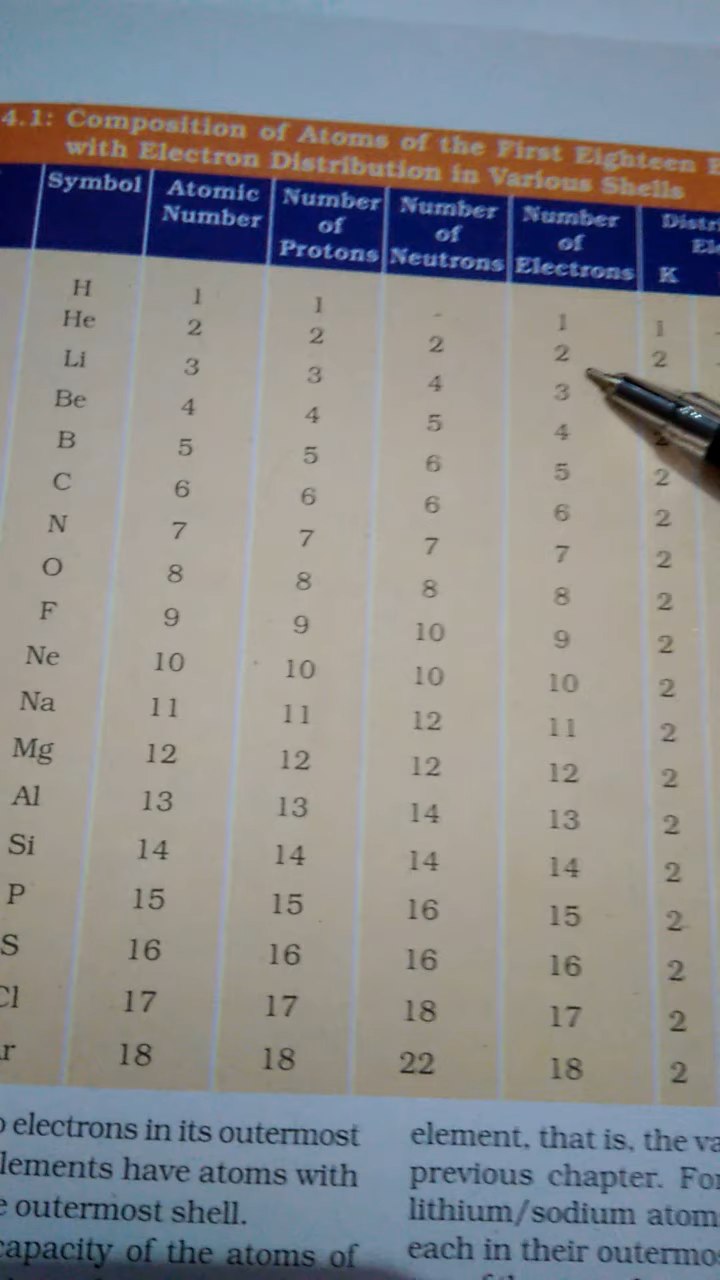 4.1: Composition of Atoms of the First Eighteen E
with Electron Distribution in Various Shells
Symbol Atomic Number Number of Protons Number of Neutrons Number of Electrons Distri Ele K
H 1 1 - 1 1 -
He 2 2 2 2 2
Li 3 3 4 3
Be 4 4 5 4 2
B 5 5 6 5 2
C 6 6 6 6 2
N 7 7 7 7 2
O 8 8 8 8 2
F 9 9 10 9 2
Ne 10 10 10 10 2
Na 11 11 12 11 2
Mg 12 12 12 12 2
Al 13 13 14 13 2
Si 14 14 14 14 2
P 15 15 16 15 2
S 16 16 16 16 2
Cl 17 17 18 17 2
r 18 18 22 18 2
o electrons in its outermost
lements have atoms with
e outermost shell.
capacity of the atoms of
element, that is, the va
previous chapter. For
lithium/sodium atom
each in their outermo